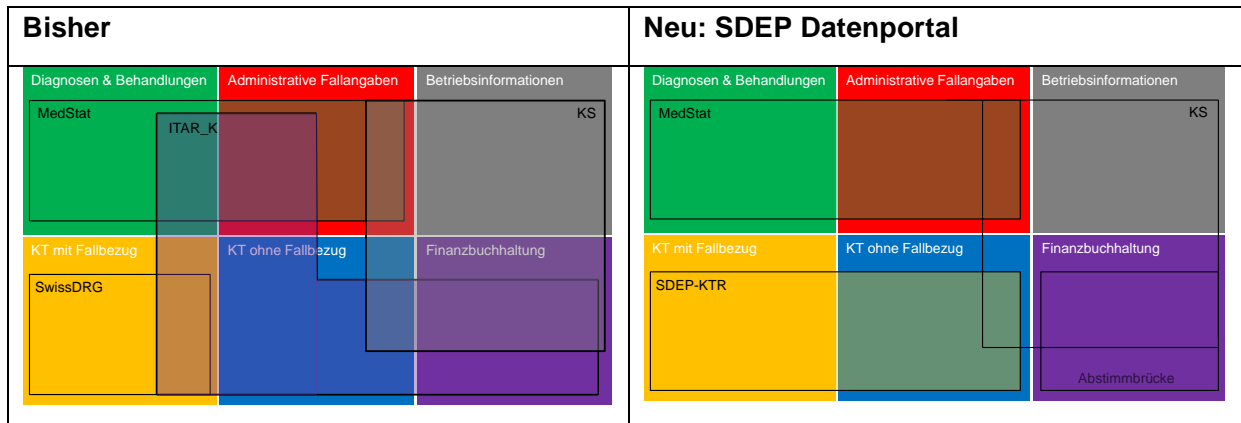 Bisher
Neu: SDEP Datenportal
Diagnosen & Behandlungen
Administrative Fallangaben
Betriebsinformationen
MedStat
ITAR_K
KS
KT mit Fallbezug
KT ohne Fallbezug
Finanzbuchhaltung
SwissDRG
Diagnosen & Behandlungen
Administrative Fallangaben
Betriebsinformationen
MedStat
KS
KT mit Fallbezug
KT ohne Fallbezug
Finanzbuchhaltung
SDEP-KTR
Abstimmbrücke